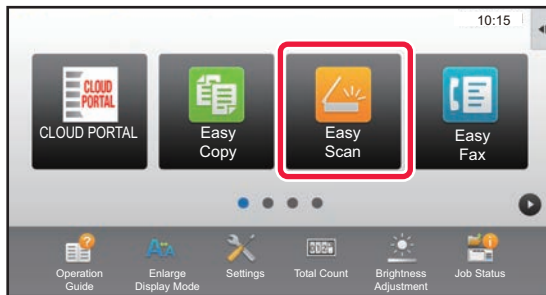 10:15
CLOUD
PORTAL
CLOUD PORTAL
Easy
Copy
Easy
Scan
Easy
Fax
Operation
Guide
Enlarge
Display Mode
Settings
Total Count
Brightness
Adjustment
Job Status